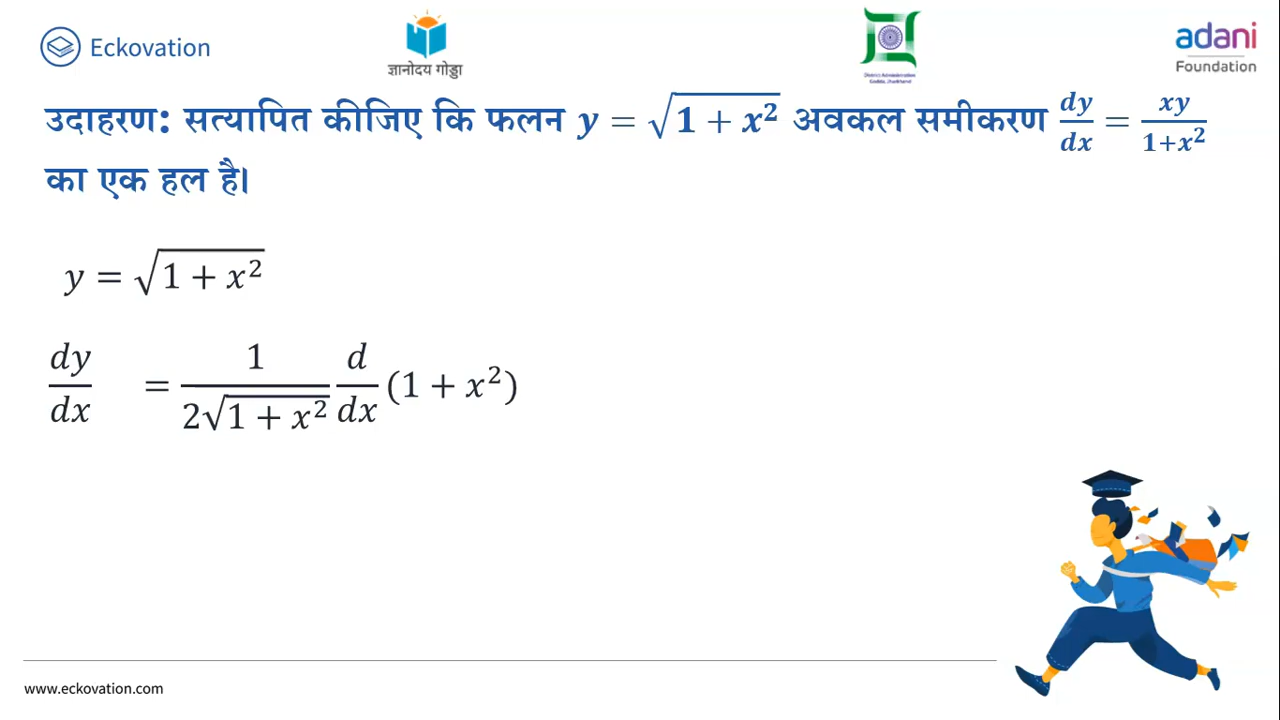 Eckovation
ज्ञानोदय गोड्डा
adani
Foundation
उदाहरण: सत्यापित कीजिए कि फलन y = √(1 + x²) अवकल समीकरण dy/dx = xy/(1+x²)
का एक हल है।
y = √(1 + x²)
dy/dx = 1/(2√(1 + x²)) d/dx (1 + x²)
www.eckovation.com